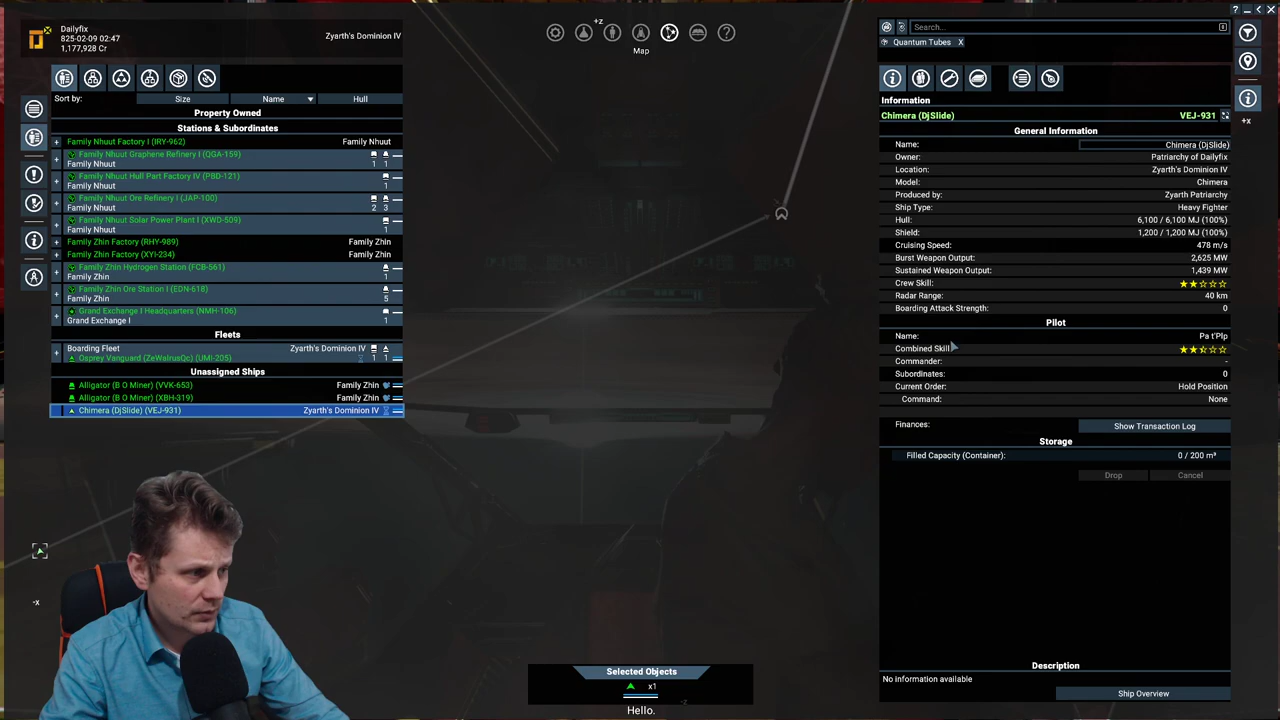 Dailyfix
825-02-09 02:47
1,177,928 Cr
Zyarth's Dominion IV
Sort by: Size Name Hull
Property Owned
Stations & Subordinates
+ Family Nhuut Factory I (IRY-962) Family Nhuut
+ Family Nhuut Graphene Refinery I (QGA-159)
Family Nhuut 1 1
+ Family Nhuut Hull Part Factory IV (PBD-121)
Family Nhuut 1
+ Family Nhuut Ore Refinery I (JAP-100)
Family Nhuut 2 3
+ Family Nhuut Solar Power Plant I (XWD-509)
Family Nhuut 1
+ Family Zhin Factory (RHY-989) Family Zhin
+ Family Zhin Factory (XYI-234) Family Zhin
+ Family Zhin Hydrogen Station (FCB-561)
Family Zhin 1
+ Family Zhin Ore Station I (EDN-618)
Family Zhin 5
+ Grand Exchange I Headquarters (NMH-106)
Grand Exchange I 1
Fleets
+ Boarding Fleet Zyarth's Dominion IV
Osprey Vanguard (ZeWalrusQc) (UMI-205) 1 1
Unassigned Ships
Alligator (B O Miner) (VVK-653) Family Zhin
Alligator (B O Miner) (XBH-319) Family Zhin
Chimera (DjSlide) (VEJ-931) Zyarth's Dominion IV
+z
?
Map
-x
Selected Objects
x1
-z
Hello.
? X
Search...
Quantum Tubes X
+x
Information
Chimera (DjSlide) VEJ-931
General Information
Name: Chimera (DjSlide)
Owner: Patriarchy of Dailyfix
Location: Zyarth's Dominion IV
Model: Chimera
Produced by: Zyarth Patriarchy
Ship Type: Heavy Fighter
Hull: 6,100 / 6,100 MJ (100%)
Shield: 1,200 / 1,200 MJ (100%)
Cruising Speed: 478 m/s
Burst Weapon Output: 2,625 MW
Sustained Weapon Output: 1,439 MW
Crew Skill:
Radar Range: 40 km
Boarding Attack Strength: 0
Pilot
Name: Pa t'Plp
Combined Skill:
Commander: -
Subordinates: 0
Current Order: Hold Position
Command: None
Finances: Show Transaction Log
Storage
Filled Capacity (Container): 0 / 200 m³
Drop Cancel
Description
No information available
Ship Overview